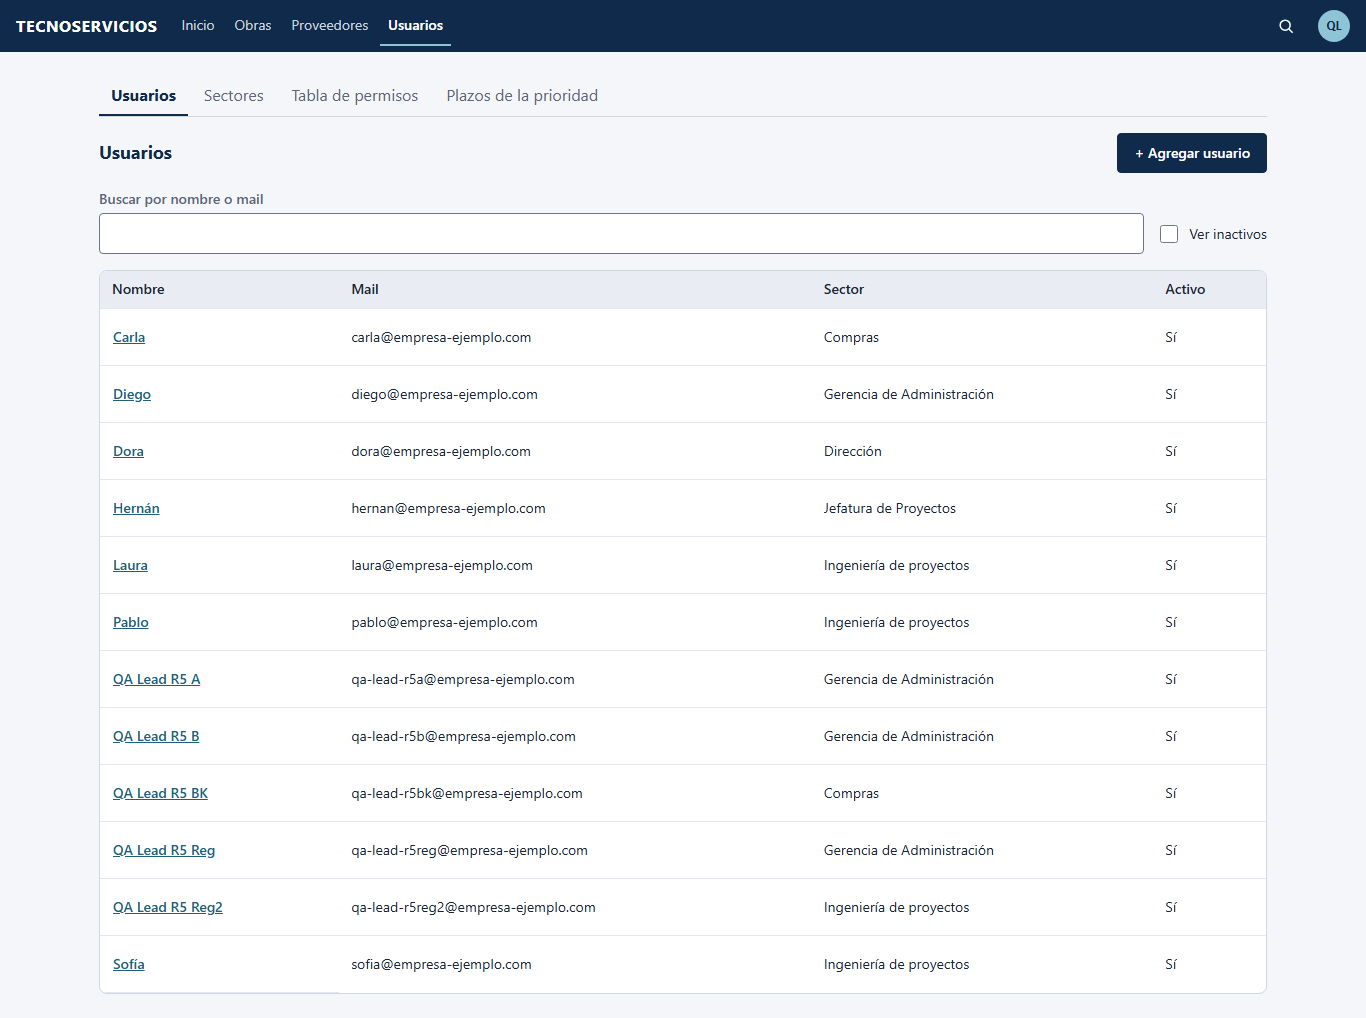 TECNOSERVICIOS Inicio Obras Proveedores Usuarios QL
Usuarios Sectores Tabla de permisos Plazos de la prioridad
Usuarios + Agregar usuario
Buscar por nombre o mail
Ver inactivos
Nombre Mail Sector Activo
Carla carla@empresa-ejemplo.com Compras Sí
Diego diego@empresa-ejemplo.com Gerencia de Administración Sí
Dora dora@empresa-ejemplo.com Dirección Sí
Hernán hernan@empresa-ejemplo.com Jefatura de Proyectos Sí
Laura laura@empresa-ejemplo.com Ingeniería de proyectos Sí
Pablo pablo@empresa-ejemplo.com Ingeniería de proyectos Sí
QA Lead R5 A qa-lead-r5a@empresa-ejemplo.com Gerencia de Administración Sí
QA Lead R5 B qa-lead-r5b@empresa-ejemplo.com Gerencia de Administración Sí
QA Lead R5 BK qa-lead-r5bk@empresa-ejemplo.com Compras Sí
QA Lead R5 Reg qa-lead-r5reg@empresa-ejemplo.com Gerencia de Administración Sí
QA Lead R5 Reg2 qa-lead-r5reg2@empresa-ejemplo.com Ingeniería de proyectos Sí
Sofía sofia@empresa-ejemplo.com Ingeniería de proyectos Sí